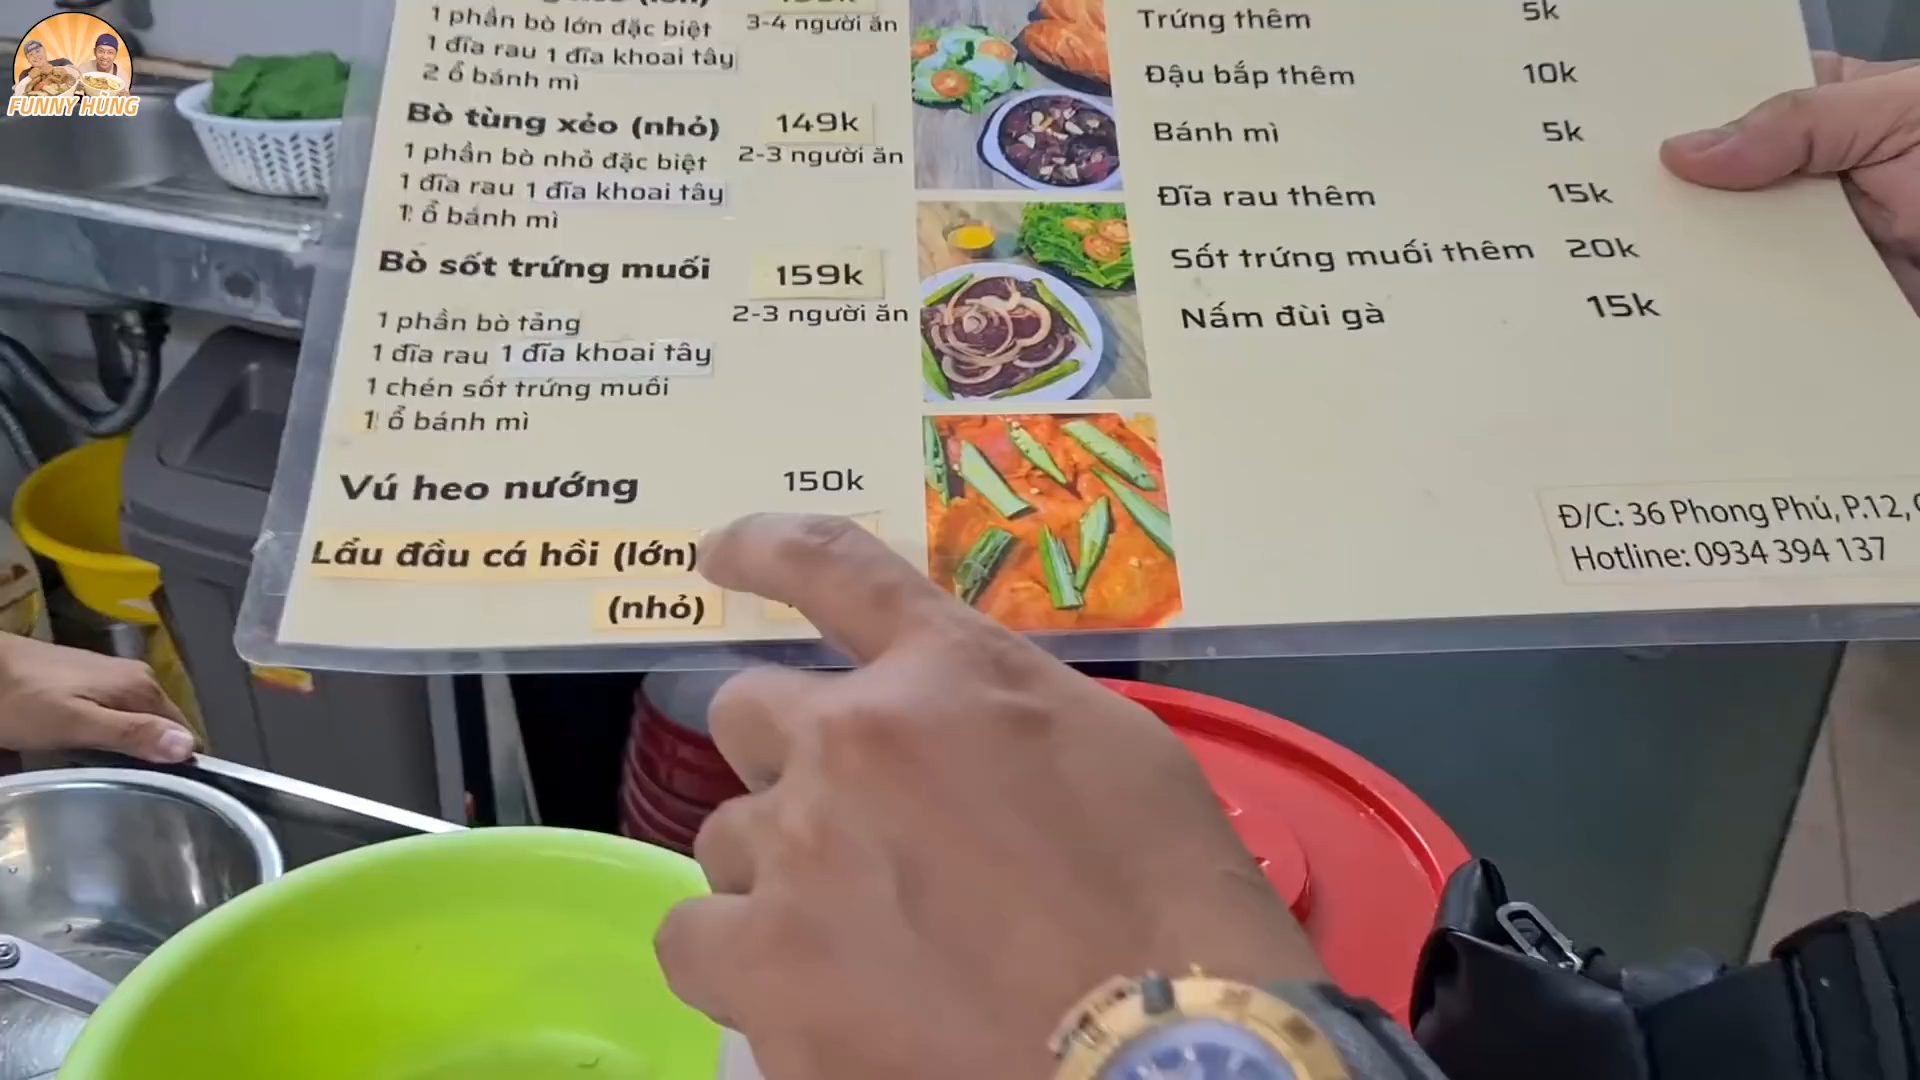 FUNNY HÙNG
1 phần bò lớn đặc biệt
3-4 người ăn
1 đĩa rau 1 đĩa khoai tây
2 ổ bánh mì
Bò tùng xẻo (nhỏ) 149k
1 phần bò nhỏ đặc biệt
2-3 người ăn
1 đĩa rau 1 đĩa khoai tây
1 ổ bánh mì
Bò sốt trứng muối 159k
2-3 người ăn
1 phần bò tảng
1 đĩa rau 1 đĩa khoai tây
1 chén sốt trứng muối
1 ổ bánh mì
Vú heo nướng 150k
Lẩu đầu cá hồi (lớn)
(nhỏ)
Trứng thêm 5k
Đậu bắp thêm 10k
Bánh mì 5k
Đĩa rau thêm 15k
Sốt trứng muối thêm 20k
Nấm đùi gà 15k
Đ/C: 36 Phong Phú, P.12,
Hotline: 0934 394 137